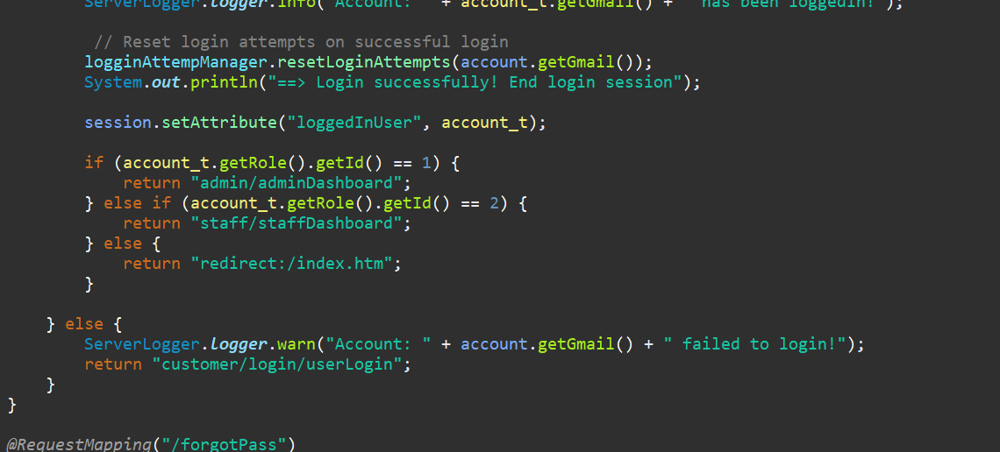 ServerLogger.logger.info("Account: " + account_t.getGmail() + " has been loggedIn!");
// Reset login attempts on successful login
logginAttempManager.resetLoginAttempts(account.getGmail());
System.out.println("==> Login successfully! End login session");
session.setAttribute("loggedInUser", account_t);
if (account_t.getRole().getId() == 1) {
return "admin/adminDashboard";
} else if (account_t.getRole().getId() == 2) {
return "staff/staffDashboard";
} else {
return "redirect:/index.htm";
}
} else {
ServerLogger.logger.warn("Account: " + account.getGmail() + " failed to login!");
return "customer/login/userLogin";
}
}
@RequestMapping("/forgotPass")